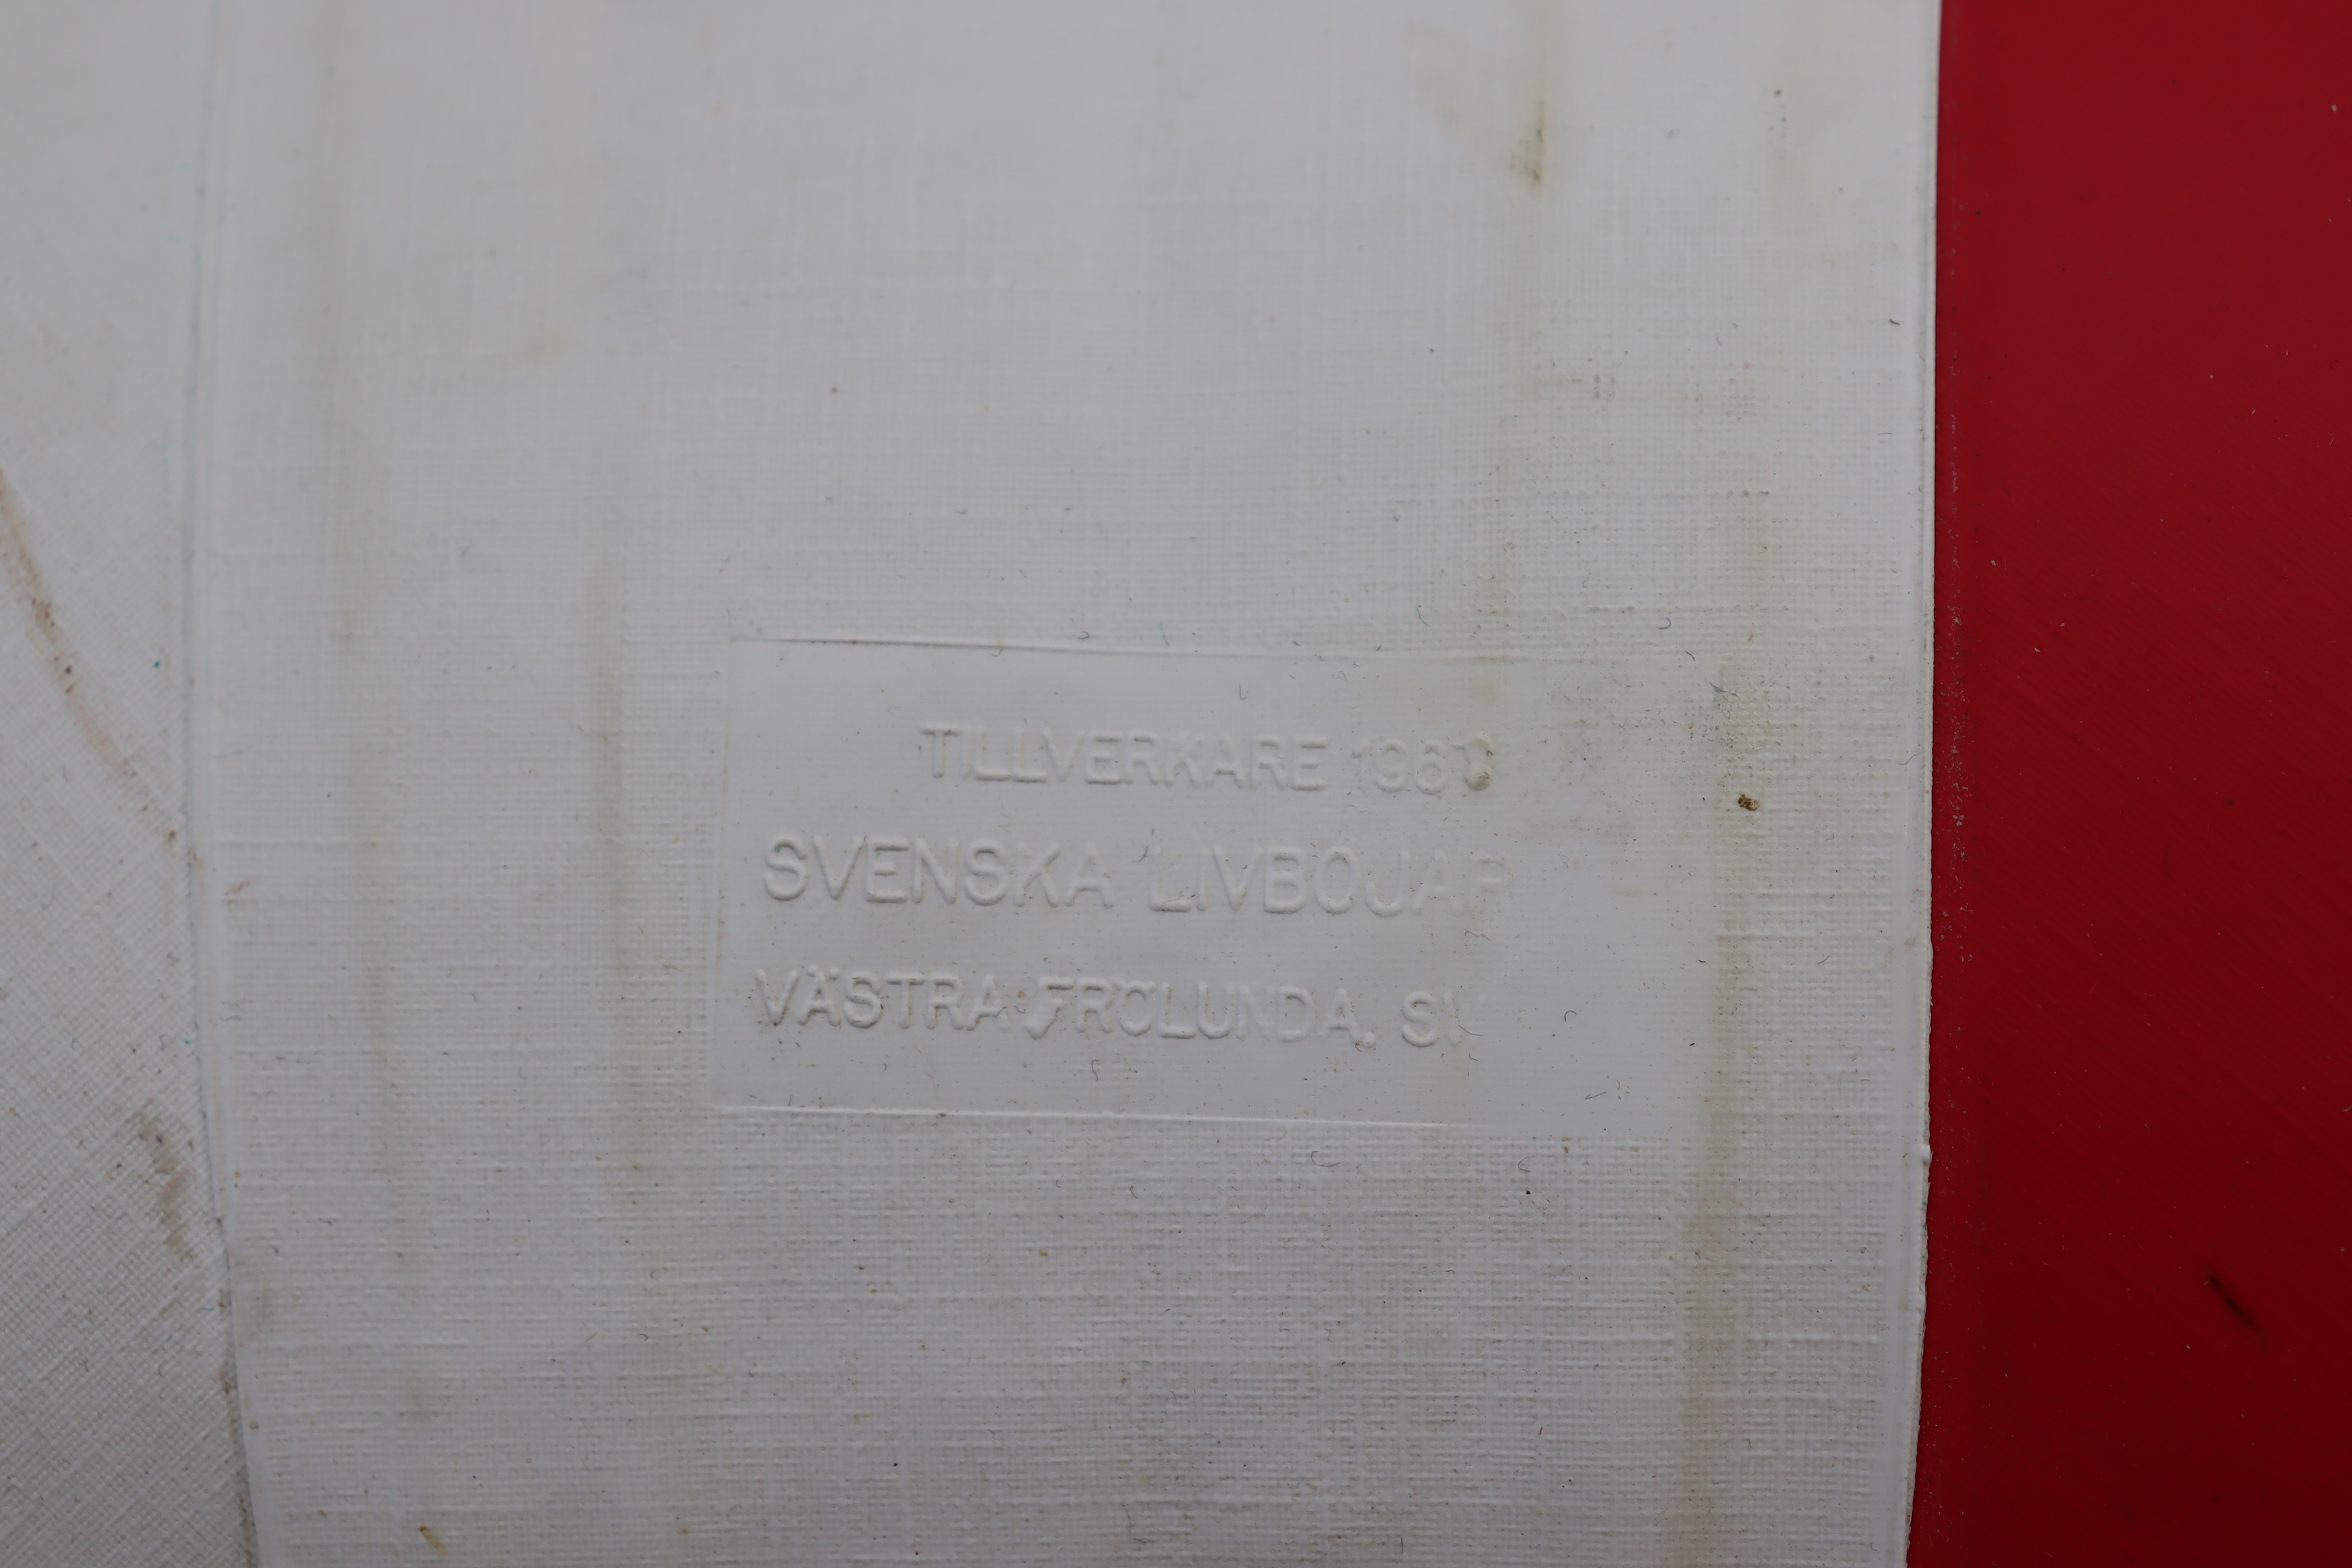 TILLVERKARE
SVENSKA LIVBOJAR
VÄSTRA FRÖLUNDA.